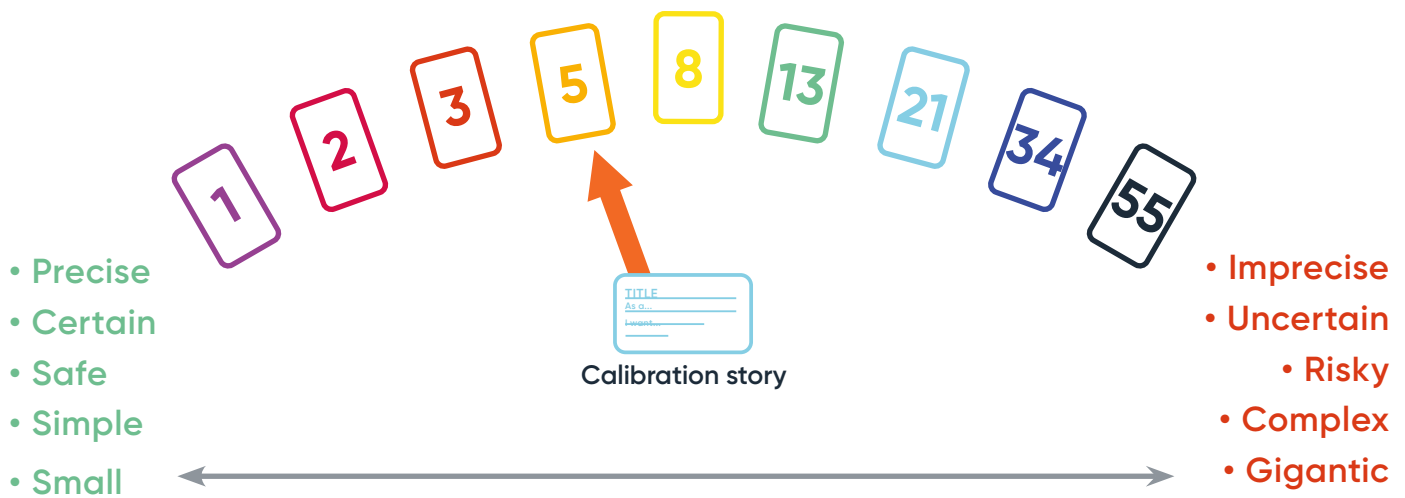 1
2
3
5
8
13
21
34
55
• Precise
• Certain
• Safe
• Simple
• Small
TITLE
As a...
I want...
Calibration story
• Imprecise
• Uncertain
• Risky
• Complex
• Gigantic